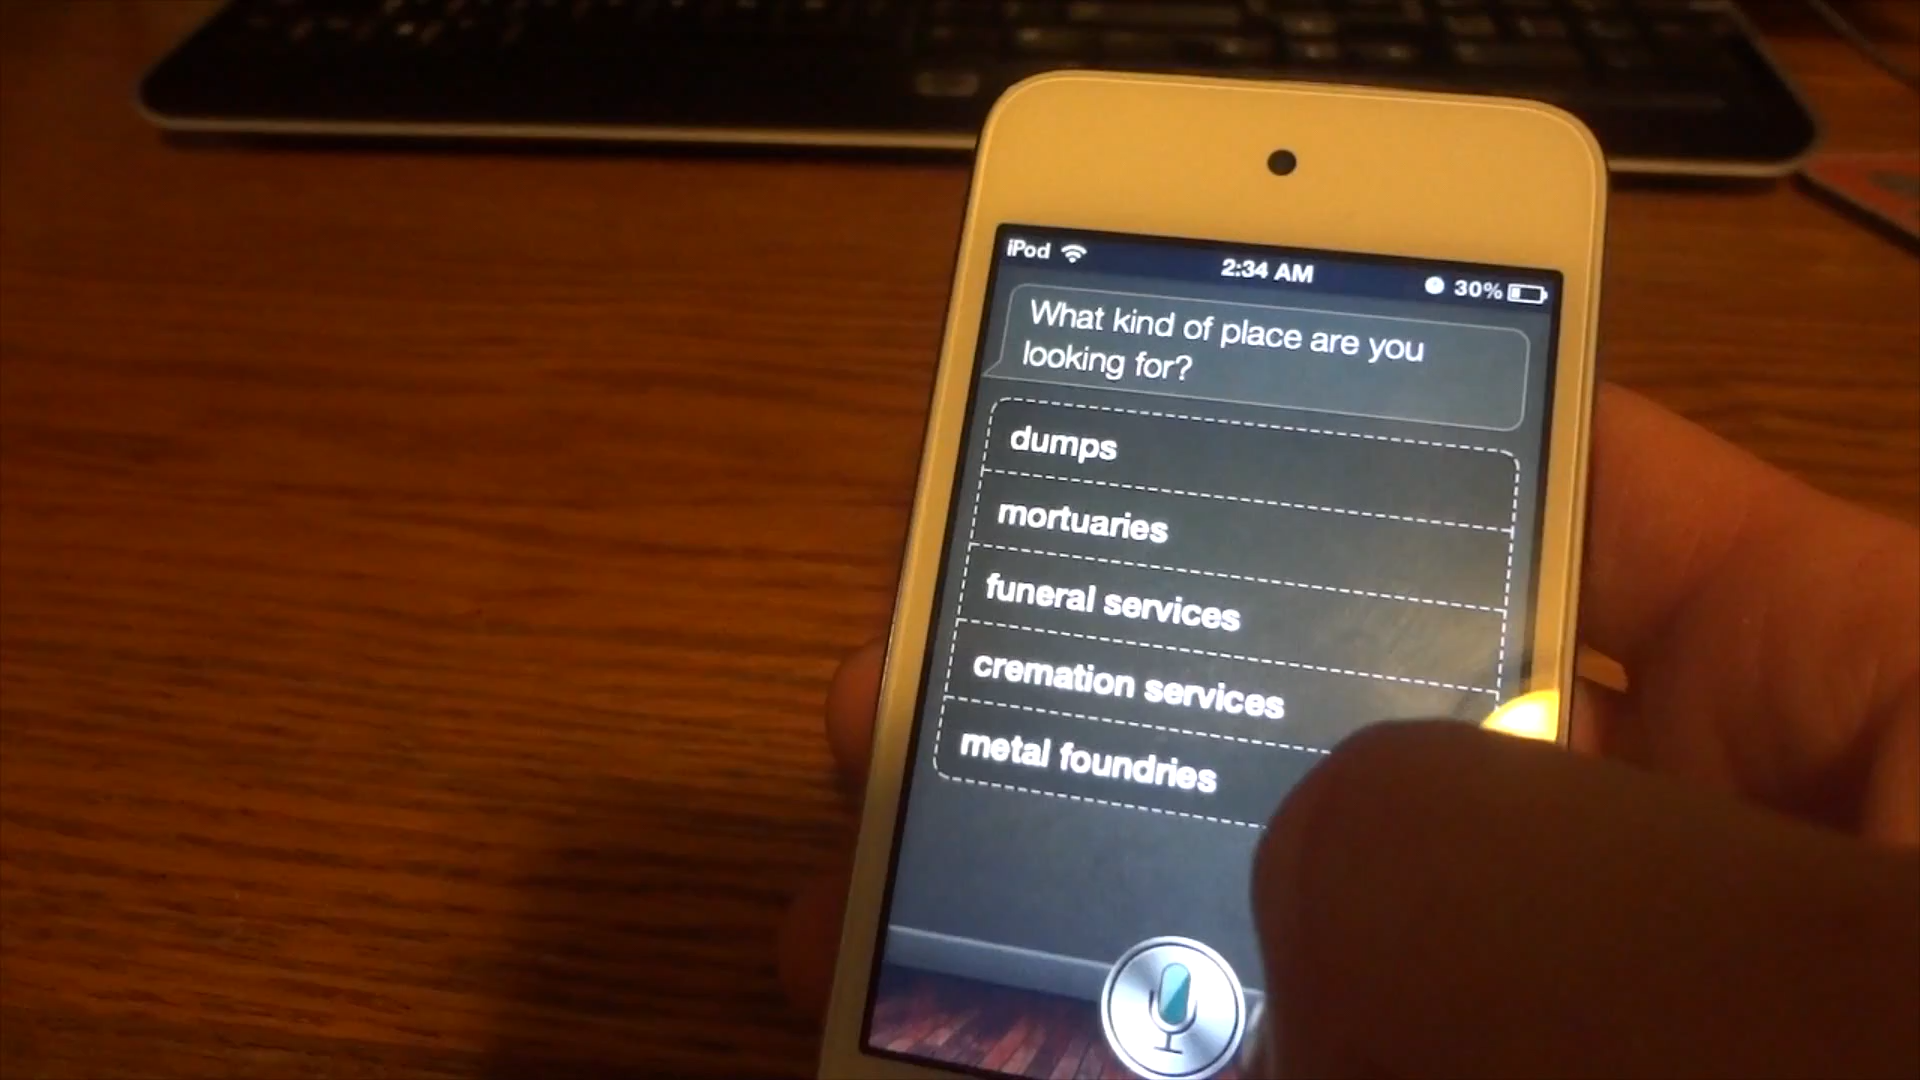 iPod 2:34 AM 30%
What kind of place are you
looking for?
dumps
mortuaries
funeral services
cremation services
metal foundries